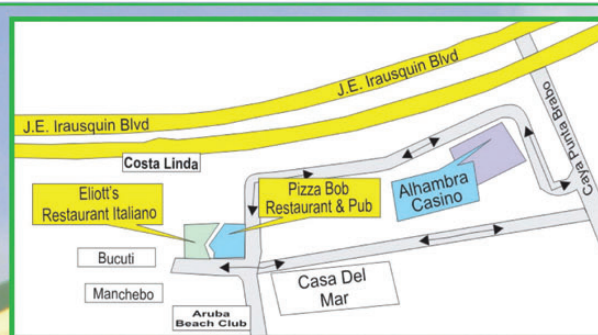 J.E. Irausquin Blvd
J.E. Irausquin Blvd
Caya Punta Brabo
Costa Linda
Eliott's
Restaurant Italiano
Pizza Bob
Restaurant & Pub
Alhambra
Casino
Bucuti
Casa Del
Mar
Manchebo
Aruba
Beach Club